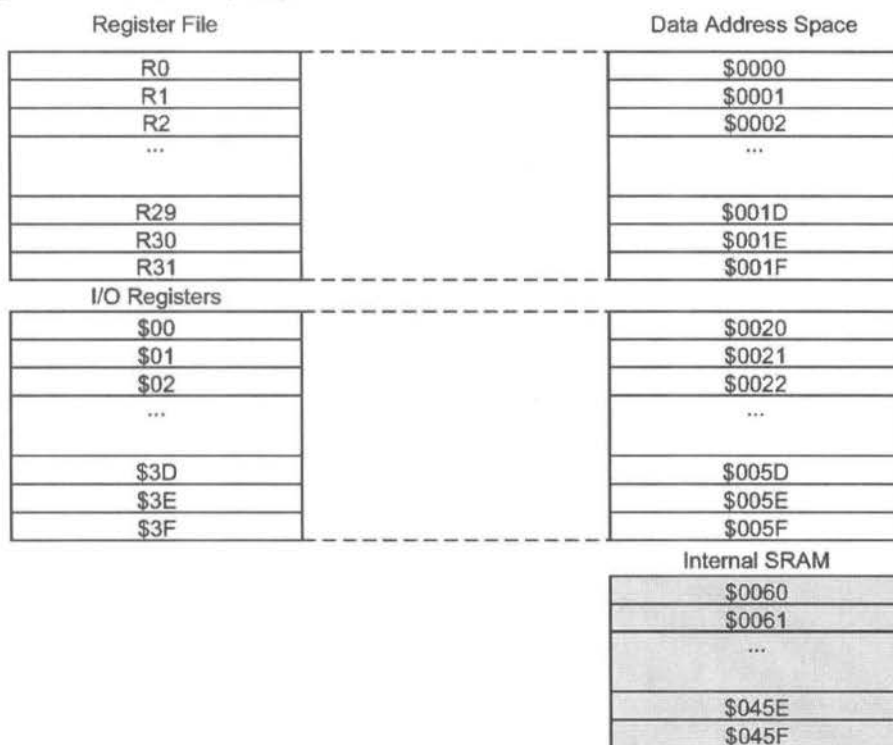 Register File Data Address Space
R0 $0000
R1 $0001
R2 $0002
... ...
R29 $001D
R30 $001E
R31 $001F
I/O Registers
$00 $0020
$01 $0021
$02 $0022
... ...
$3D $005D
$3E $005E
$3F $005F
Internal SRAM
$0060
$0061
...
$045E
$045F